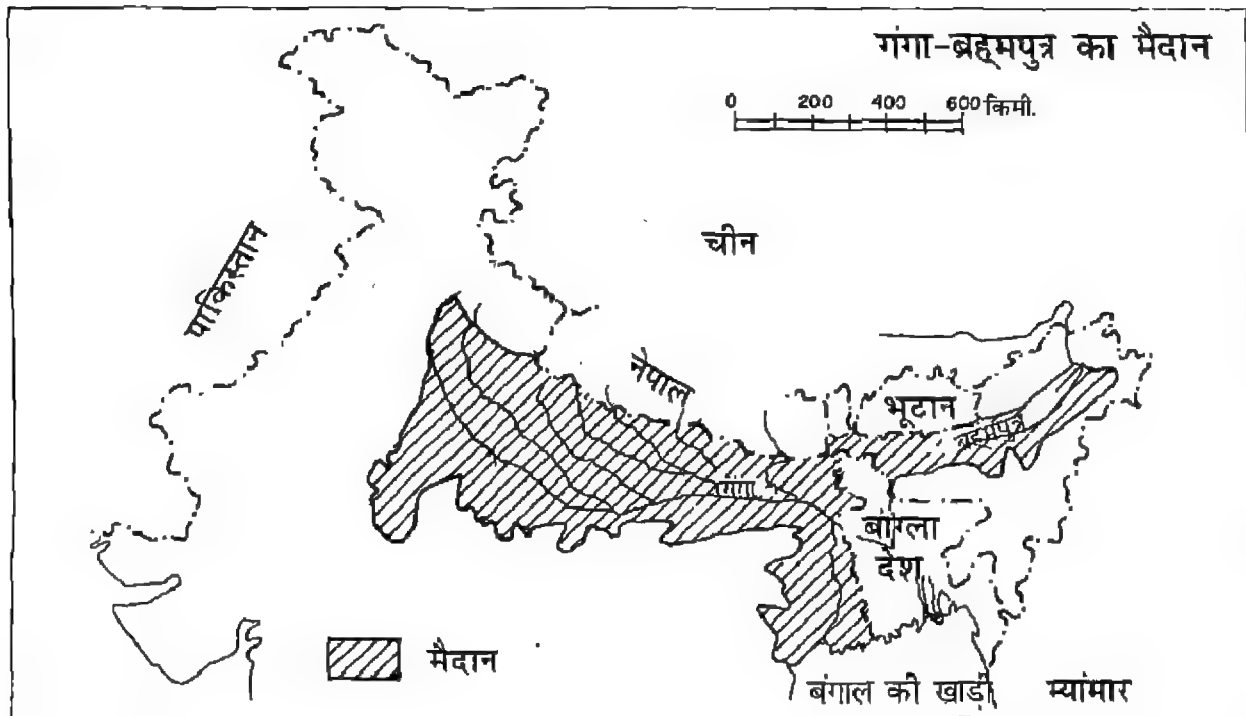 गंगा-ब्रह्मपुत्र का मैदान
0 200 400 600 किमी.
चीन
पाकिस्तान
नेपाल
भूटान
ब्रह्मपुत्र
गंगा
बांग्ला
देश
मैदान
बंगाल की खाड़ी
म्यांमार